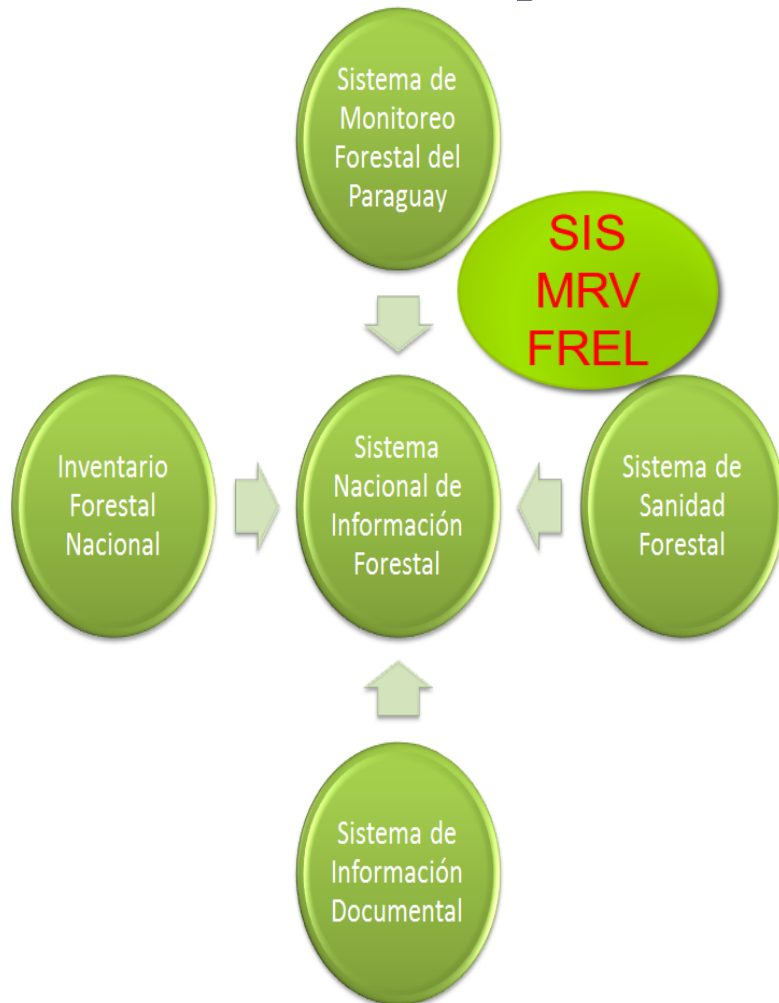 Sistema de
Monitoreo
Forestal del
Paraguay
SIS
MRV
FREL
Inventario
Forestal
Nacional
Sistema
Nacional de
Información
Forestal
Sistema de
Sanidad
Forestal
Sistema de
Información
Documental